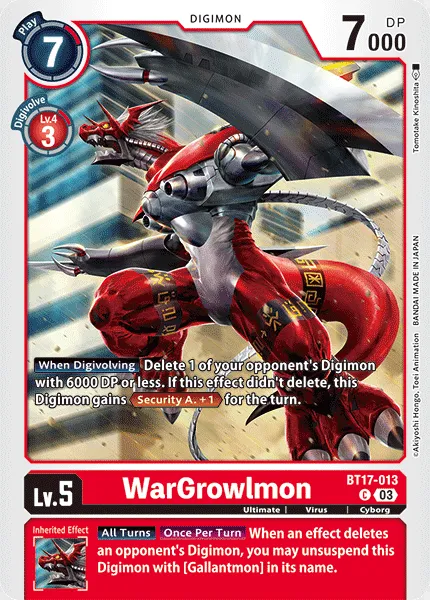 DIGIMON
Play
7
7000
DP
Digivolve
Lv.4
3
Tomotake Kinoshita
©Akiyoshi Hongo, Toei Animation BANDAI MADE IN JAPAN
When Digivolving Delete 1 of your opponent's Digimon
with 6000 DP or less. If this effect didn't delete, this
Digimon gains Security A. +1 for the turn.
Lv.5
WarGrowlmon
BT17-013
C 03
Ultimate | Virus | Cyborg
Inherited Effect
All Turns Once Per Turn When an effect deletes
an opponent's Digimon, you may unsuspend this
Digimon with [Gallantmon] in its name.